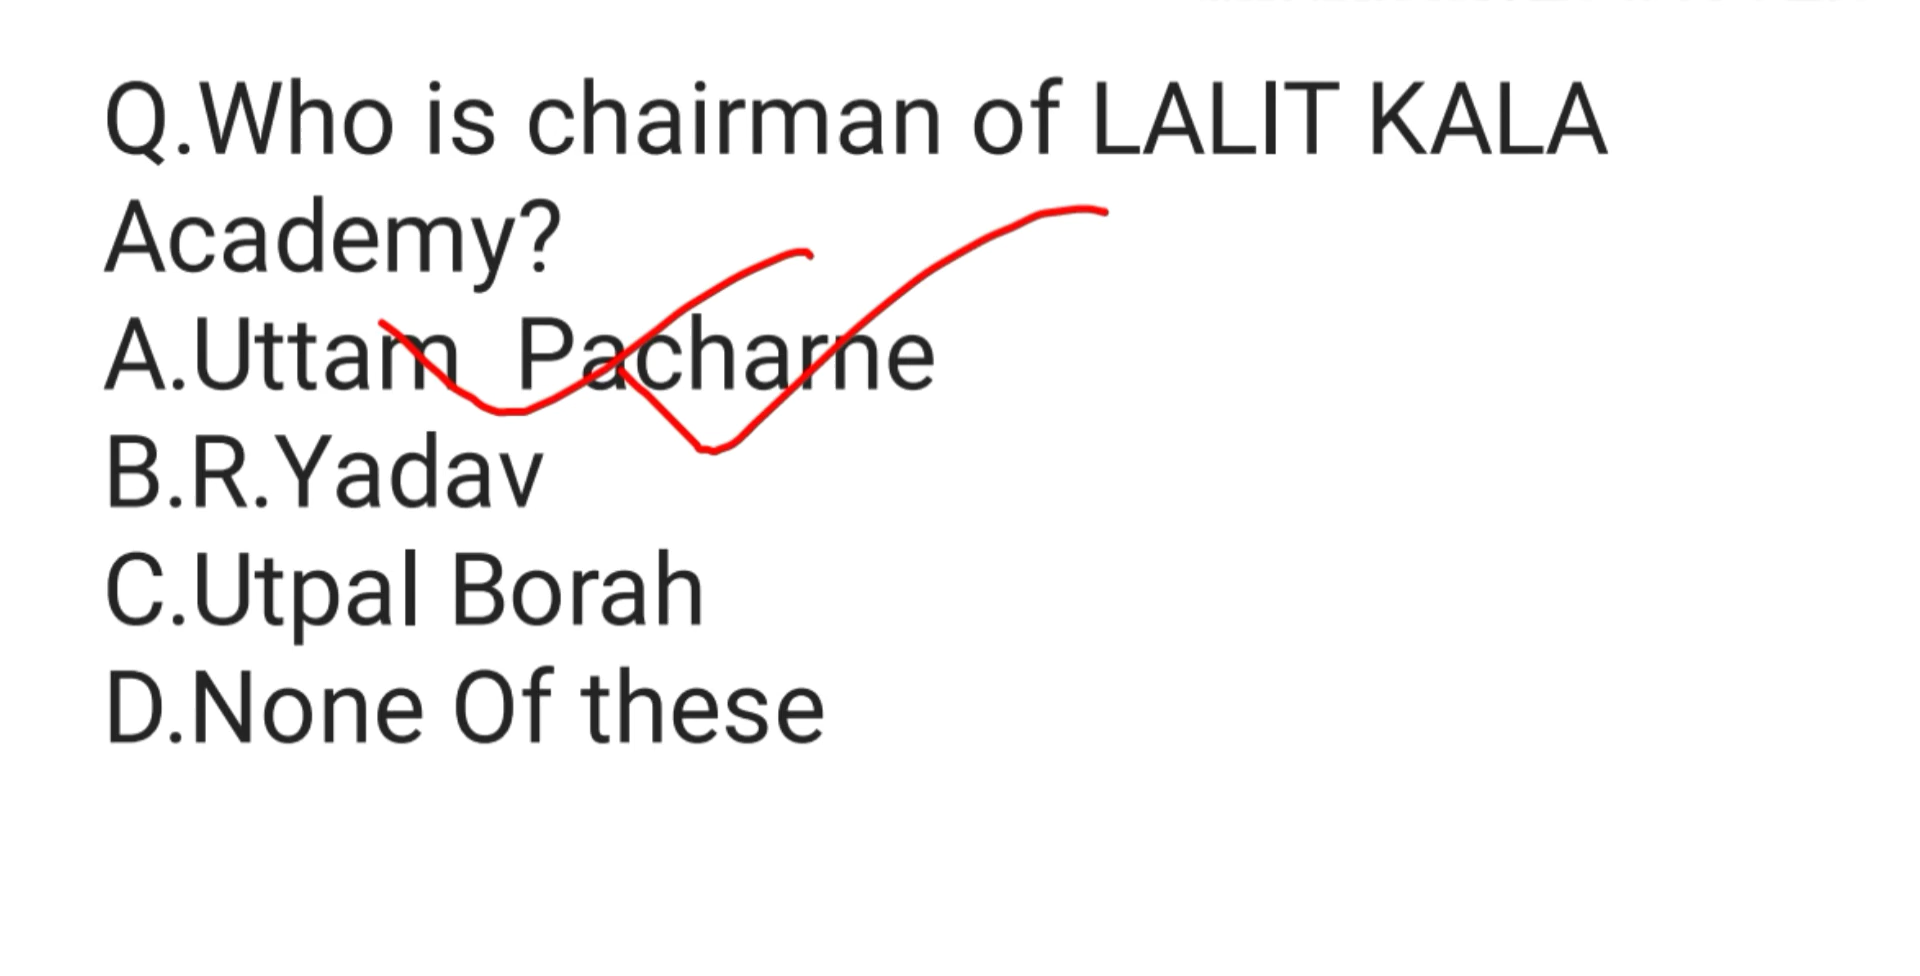 Q.Who is chairman of LALIT KALA
Academy?
A.Uttam Pacharne
B.R.Yadav
C.Utpal Borah
D.None Of these